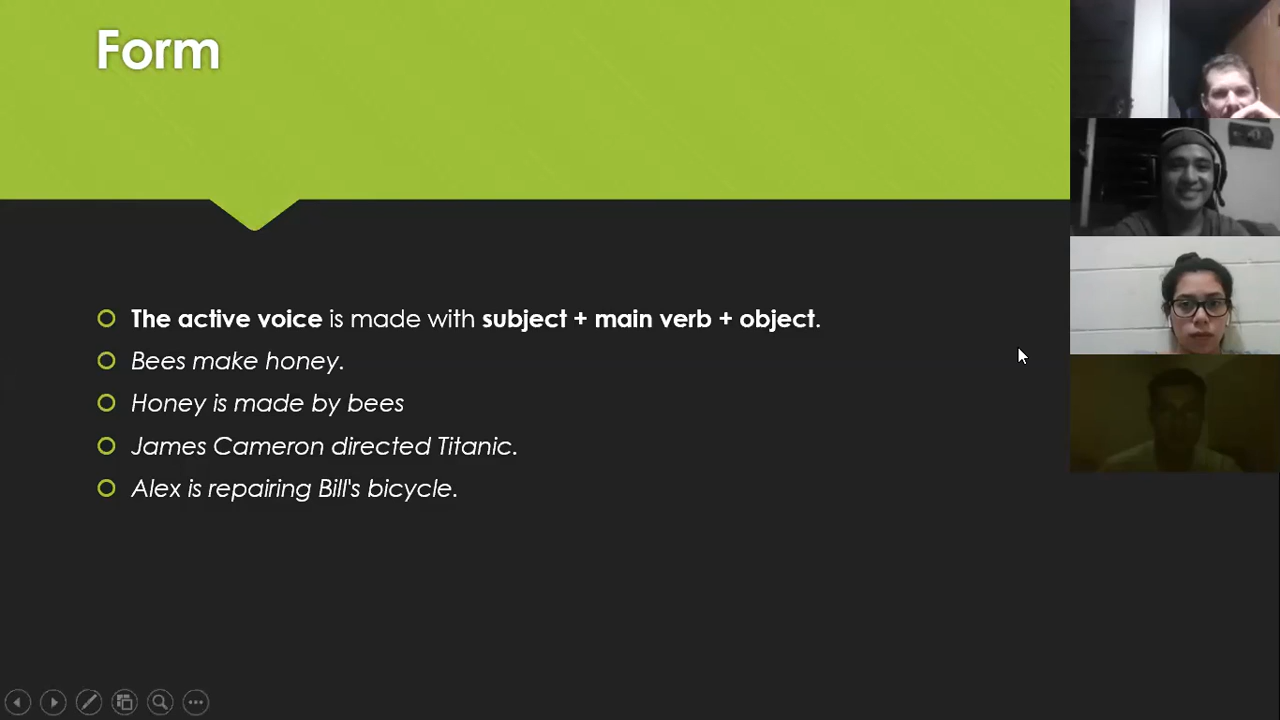 Form
The active voice is made with subject + main verb + object.
Bees make honey.
Honey is made by bees
James Cameron directed Titanic.
Alex is repairing Bill's bicycle.